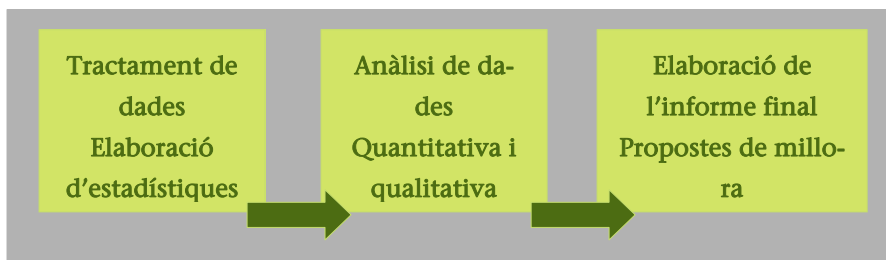 Tractament de
dades
Elaboració
d'estadístiques
Anàlisi de da-
des
Quantitativa i
qualitativa
Elaboració de
l'informe final
Propostes de millo-
ra